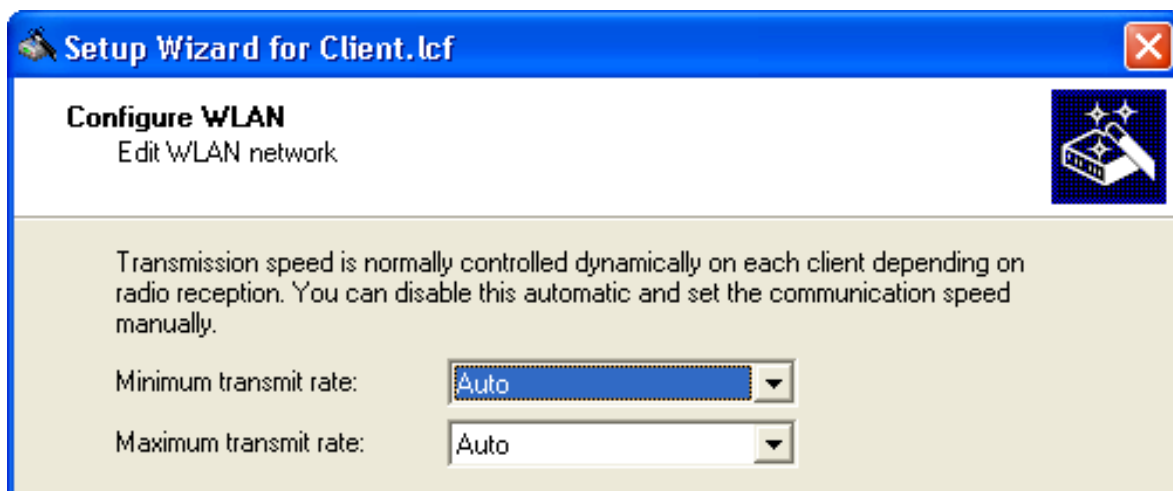 Setup Wizard for Client.lcf
Configure WLAN
Edit WLAN network
Transmission speed is normally controlled dynamically on each client depending on
radio reception. You can disable this automatic and set the communication speed
manually.
Minimum transmit rate: Auto
Maximum transmit rate: Auto